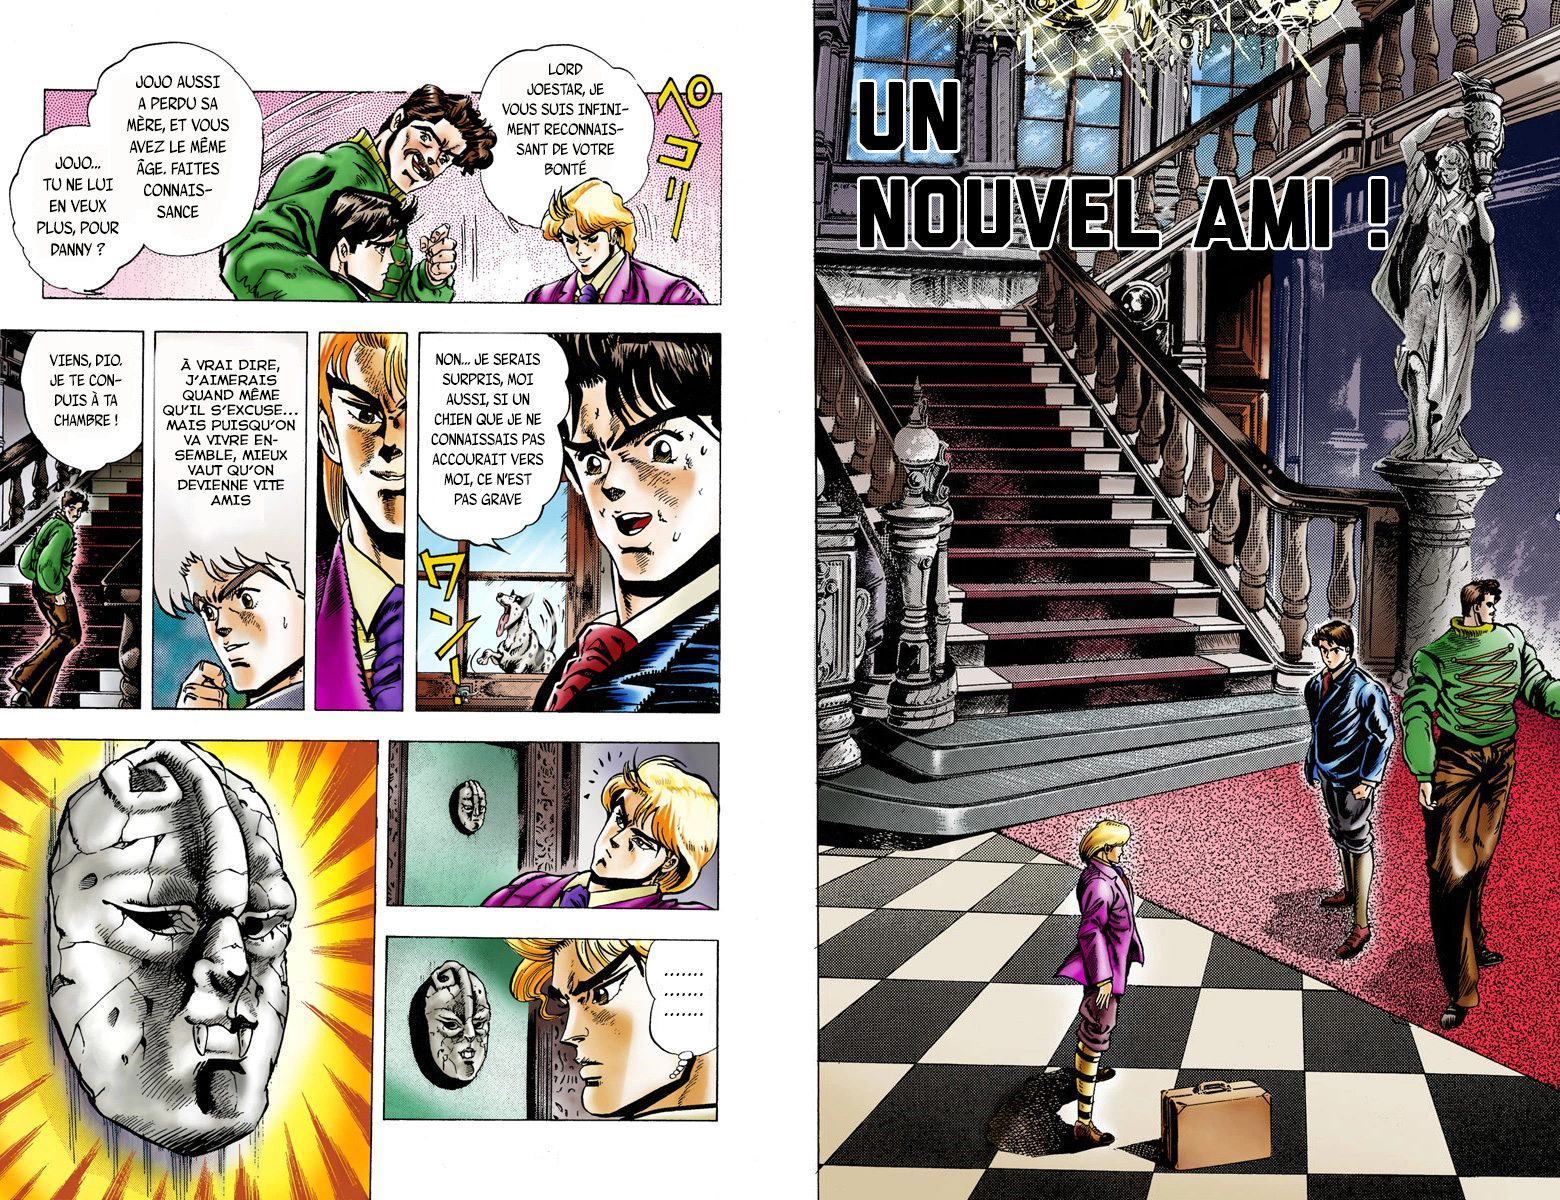 UN
NOUVEL AMI !
LORD
JOESTAR, JE
VOUS SUIS INFINI-
MENT RECONNAIS-
SANT DE VOTRE
BONTÉ
ペコリ
JOJO AUSSI
A PERDU SA
MÈRE, ET VOUS
AVEZ LE MÊME
ÂGE. FAITES
CONNAIS-
SANCE
JOJO...
TU NE LUI
EN VEUX
PLUS, POUR
DANNY ?
NON... JE SERAIS
SURPRIS, MOI
AUSSI, SI UN
CHIEN QUE JE NE
CONNAISSAIS PAS
ACCOURAIT VERS
MOI, CE N'EST
PAS GRAVE
ワンー
À VRAI DIRE,
J'AIMERAIS
QUAND MÊME
QU'IL S'EXCUSE...
MAIS PUISQU'ON
VA VIVRE EN-
SEMBLE, MIEUX
VAUT QU'ON
DEVIENNE VITE
AMIS
VIENS, DIO.
JE TE CON-
DUIS À TA
CHAMBRE !
.......
.......
.......